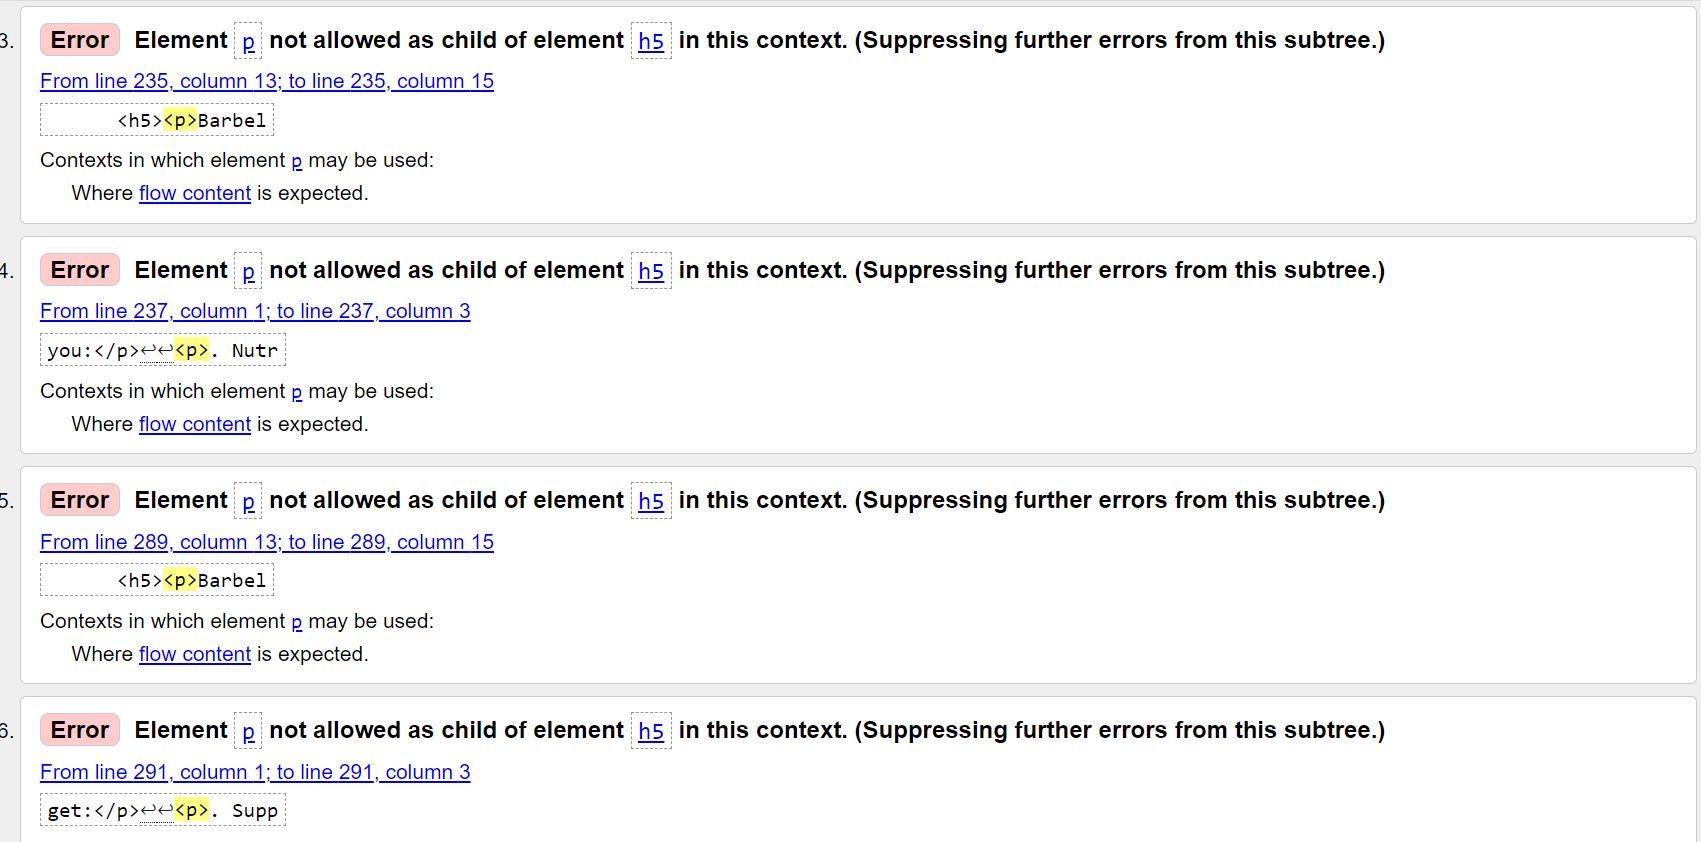 3. Error Element p not allowed as child of element h5 in this context. (Suppressing further errors from this subtree.)
From line 235, column 13; to line 235, column 15
<h5><p>Barbel
Contexts in which element p may be used:
Where flow content is expected.
4. Error Element p not allowed as child of element h5 in this context. (Suppressing further errors from this subtree.)
From line 237, column 1; to line 237, column 3
you:</p>↩↩<p>. Nutr
Contexts in which element p may be used:
Where flow content is expected.
5. Error Element p not allowed as child of element h5 in this context. (Suppressing further errors from this subtree.)
From line 289, column 13; to line 289, column 15
<h5><p>Barbel
Contexts in which element p may be used:
Where flow content is expected.
6. Error Element p not allowed as child of element h5 in this context. (Suppressing further errors from this subtree.)
From line 291, column 1; to line 291, column 3
get:</p>↩↩<p>. Supp